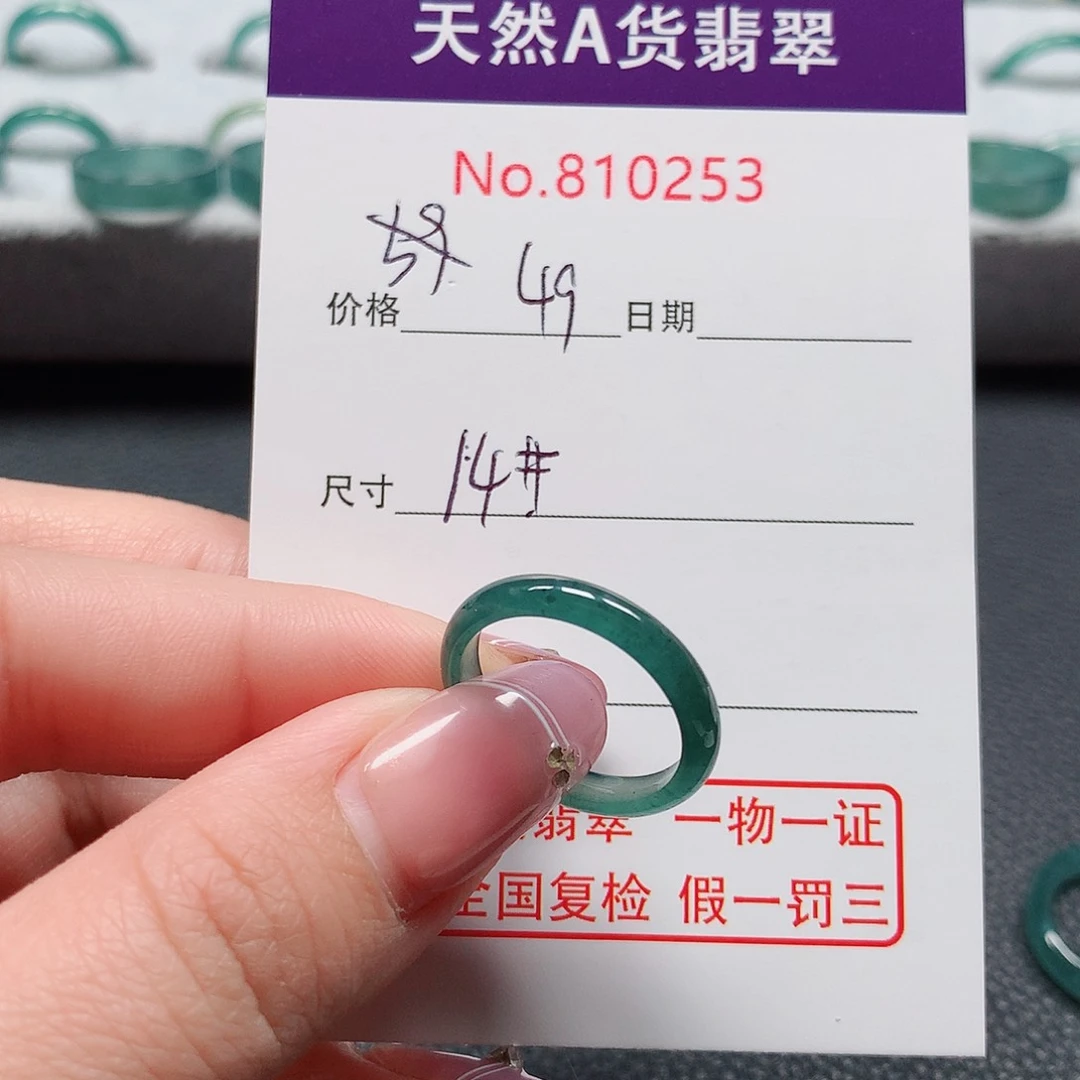 天然A货翡翠
No.810253
价格 49 日期
尺寸 14#
翡翠 一物一证
全国复检 假一罚三